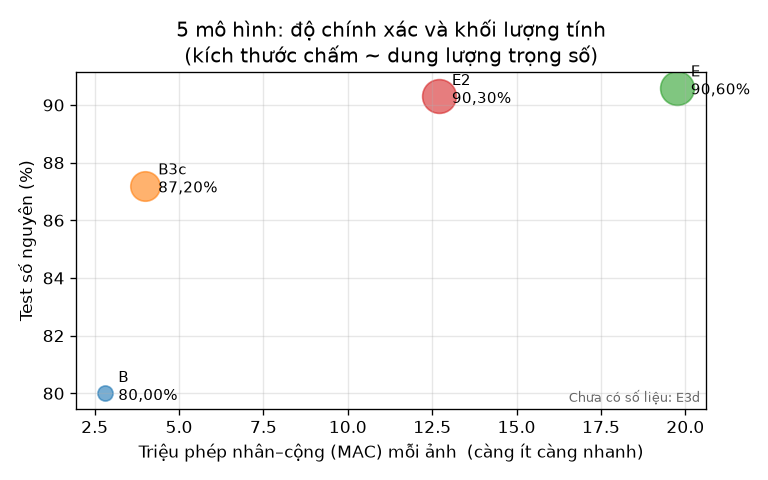 5 mô hình: độ chính xác và khối lượng tính
(kích thước chấm ~ dung lượng trọng số)
Test số nguyên (%)
90
88
86
84
82
80
E
90,60%
E2
90,30%
B3c
87,20%
B
80,00%
Chưa có số liệu: E3d
2.5
5.0
7.5
10.0
12.5
15.0
17.5
20.0
Triệu phép nhân–cộng (MAC) mỗi ảnh  (càng ít càng nhanh)